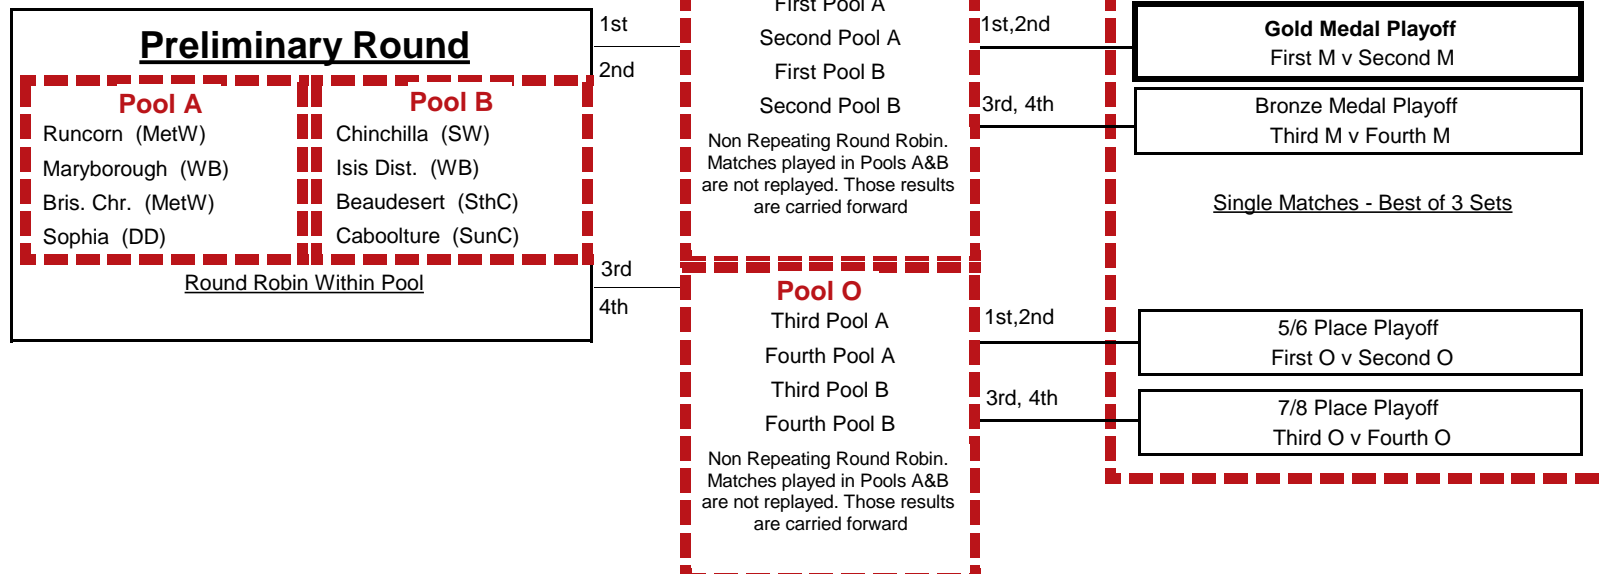 Preliminary Round
Pool A
Runcorn (MetW)
Maryborough (WB)
Bris. Chr. (MetW)
Sophia (DD)
Pool B
Chinchilla (SW)
Isis Dist. (WB)
Beaudesert (SthC)
Caboolture (SunC)
Round Robin Within Pool
1st
2nd
3rd
4th
First Pool A
Second Pool A
First Pool B
Second Pool B
Non Repeating Round Robin.
Matches played in Pools A&B
are not replayed. Those results
are carried forward
Pool O
Third Pool A
Fourth Pool A
Third Pool B
Fourth Pool B
Non Repeating Round Robin.
Matches played in Pools A&B
are not replayed. Those results
are carried forward
1st,2nd
3rd, 4th
1st,2nd
3rd, 4th
Gold Medal Playoff
First M v Second M
Bronze Medal Playoff
Third M v Fourth M
Single Matches - Best of 3 Sets
5/6 Place Playoff
First O v Second O
7/8 Place Playoff
Third O v Fourth O